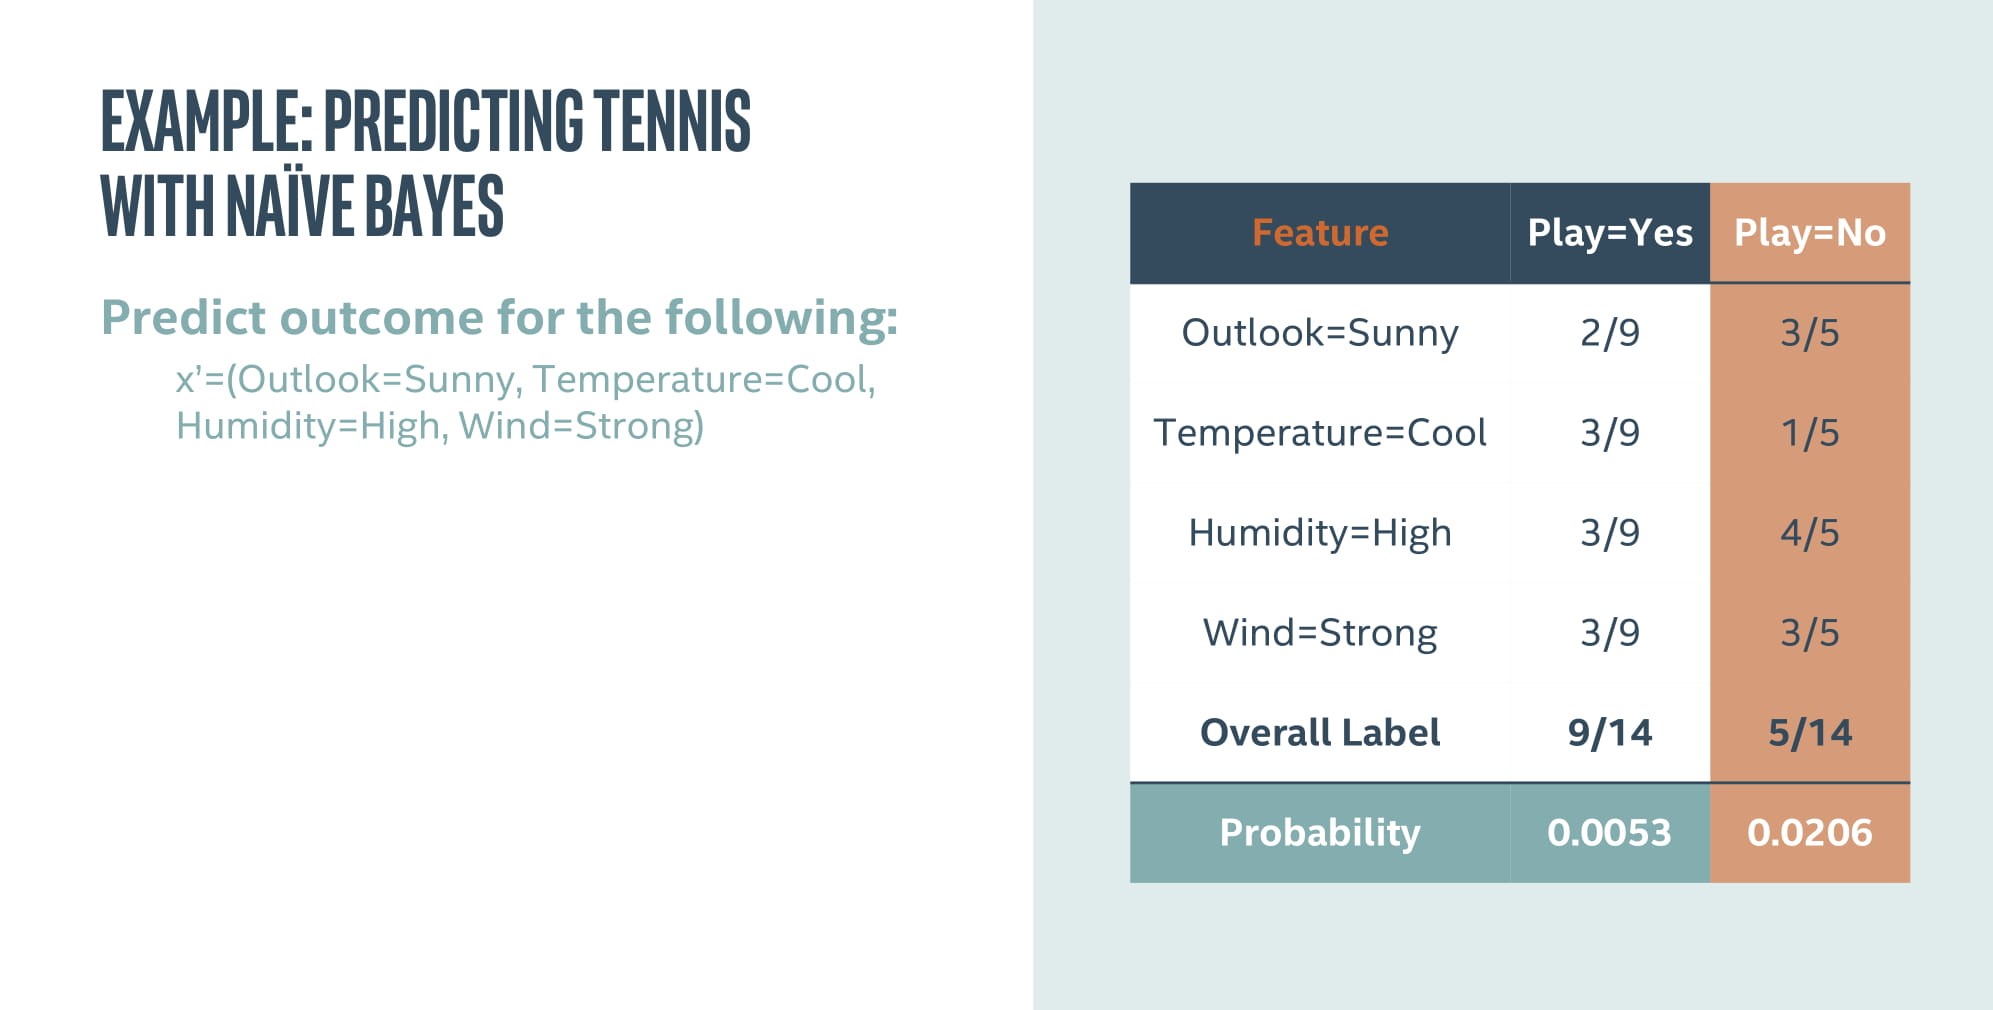 EXAMPLE: PREDICTING TENNIS
WITH NAÏVE BAYES
Predict outcome for the following:
x’=(Outlook=Sunny, Temperature=Cool,
Humidity=High, Wind=Strong)
Feature Play=Yes Play=No
Outlook=Sunny 2/9 3/5
Temperature=Cool 3/9 1/5
Humidity=High 3/9 4/5
Wind=Strong 3/9 3/5
Overall Label 9/14 5/14
Probability 0.0053 0.0206